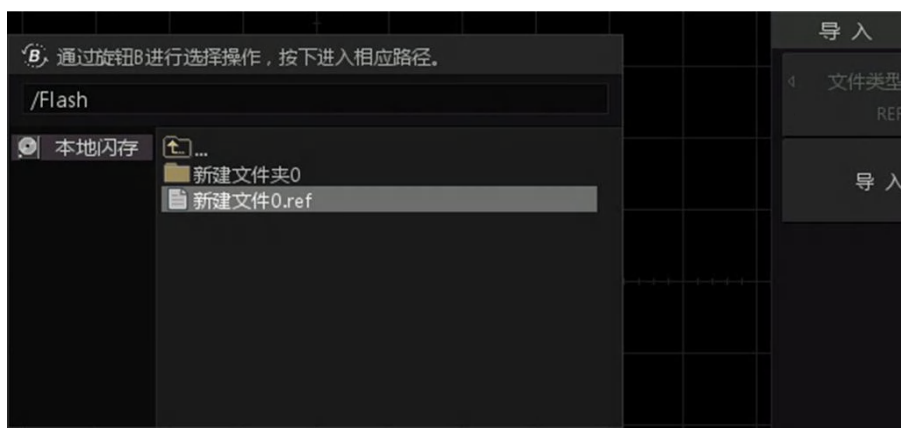 B 通过旋钮B进行选择操作，按下进入相应路径。
/Flash
本地闪存
...
新建文件夹0
新建文件0.ref
导入
文件类型
REF
导入